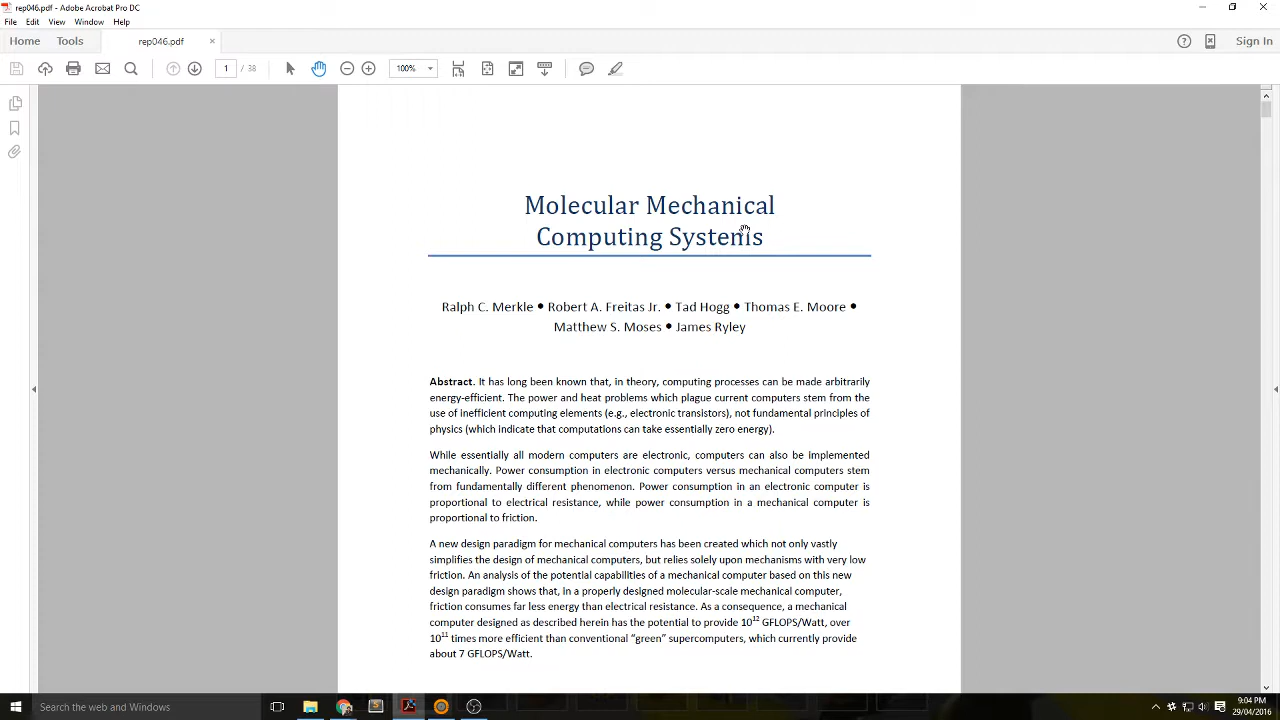 rep046.pdf - Adobe Acrobat Pro DC
File Edit View Window Help
Home Tools rep046.pdf × Sign In
1 / 38 100%
Molecular Mechanical
Computing Systems
Ralph C. Merkle • Robert A. Freitas Jr. • Tad Hogg • Thomas E. Moore •
Matthew S. Moses • James Ryley
Abstract. It has long been known that, in theory, computing processes can be made arbitrarily
energy-efficient. The power and heat problems which plague current computers stem from the
use of inefficient computing elements (e.g., electronic transistors), not fundamental principles of
physics (which indicate that computations can take essentially zero energy).
While essentially all modern computers are electronic, computers can also be implemented
mechanically. Power consumption in electronic computers versus mechanical computers stem
from fundamentally different phenomenon. Power consumption in an electronic computer is
proportional to electrical resistance, while power consumption in a mechanical computer is
proportional to friction.
A new design paradigm for mechanical computers has been created which not only vastly
simplifies the design of mechanical computers, but relies solely upon mechanisms with very low
friction. An analysis of the potential capabilities of a mechanical computer based on this new
design paradigm shows that, in a properly designed molecular-scale mechanical computer,
friction consumes far less energy than electrical resistance. As a consequence, a mechanical
computer designed as described herein has the potential to provide 10¹² GFLOPS/Watt, over
10¹¹ times more efficient than conventional “green” supercomputers, which currently provide
about 7 GFLOPS/Watt.
Search the web and Windows
9:04 PM
29/04/2016